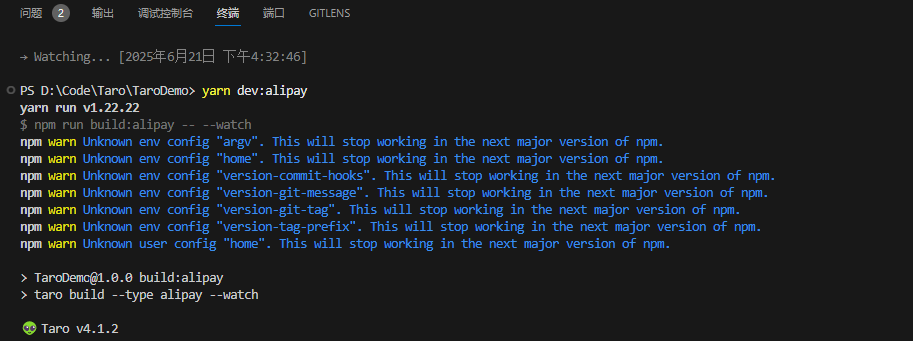 问题 2 输出 调试控制台 终端 端口 GITLENS
→ Watching... [2025年6月21日 下午4:32:46]
PS D:\Code\Taro\TaroDemo> yarn dev:alipay
yarn run v1.22.22
$ npm run build:alipay -- --watch
npm warn Unknown env config "argv". This will stop working in the next major version of npm.
npm warn Unknown env config "home". This will stop working in the next major version of npm.
npm warn Unknown env config "version-commit-hooks". This will stop working in the next major version of npm.
npm warn Unknown env config "version-git-message". This will stop working in the next major version of npm.
npm warn Unknown env config "version-git-tag". This will stop working in the next major version of npm.
npm warn Unknown env config "version-tag-prefix". This will stop working in the next major version of npm.
npm warn Unknown user config "home". This will stop working in the next major version of npm.
> TaroDemo@1.0.0 build:alipay
> taro build --type alipay --watch
👽 Taro v4.1.2